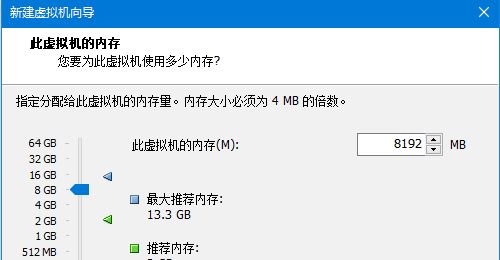 新建虚拟机向导
此虚拟机的内存
您要为此虚拟机使用多少内存?
指定分配给此虚拟机的内存量。内存大小必须为 4 MB 的倍数。
64 GB
32 GB
16 GB
8 GB
4 GB
2 GB
1 GB
512 MB
此虚拟机的内存(M): 8192 MB
最大推荐内存:
13.3 GB
推荐内存: